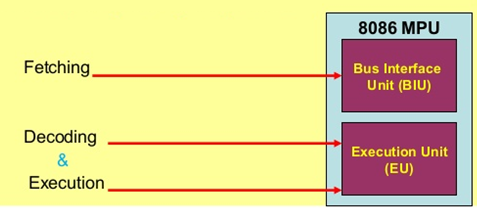 8086 MPU
Fetching
Bus Interface
Unit (BIU)
Decoding
&
Execution
Execution Unit
(EU)